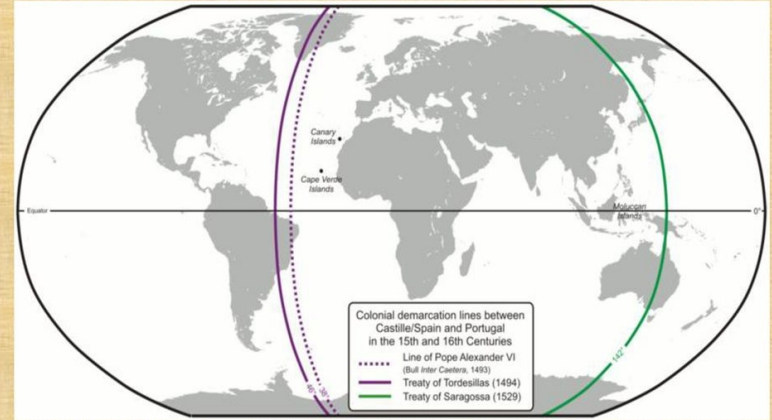 Canary
Islands
Cape Verde
Islands
Equator
0°
Moluccan
Islands
Colonial demarcation lines between
Castille/Spain and Portugal
in the 15th and 16th Centuries
Line of Pope Alexander VI
(Bull Inter Caetera, 1493)
Treaty of Tordesillas (1494)
Treaty of Saragossa (1529)
46°
38°
142°